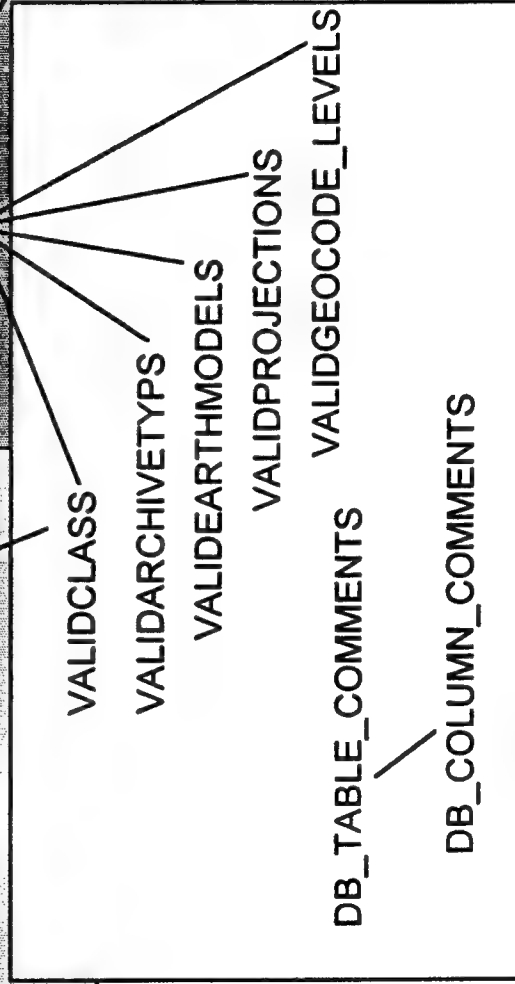 VALIDCLASS
VALIDARCHIVETYPS
VALIDEARTHMODELS
VALIDPROJECTIONS
VALIDGEOCODE_LEVELS
DB_TABLE_COMMENTS
DB_COLUMN_COMMENTS